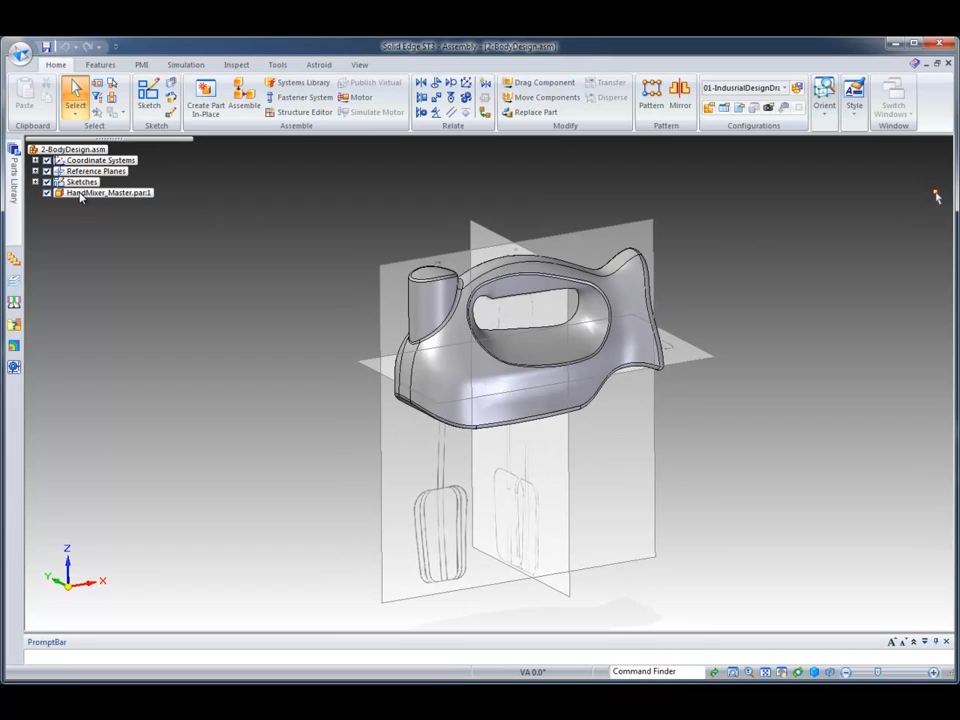 Solid Edge ST3 - Assembly - [2-BodyDesign.asm]
Home Features PMI Simulation Inspect Tools Astroid View
Paste
Clipboard
Select
Select
Sketch
Sketch
Create Part In-Place
Assemble
Systems Library
Fastener System
Structure Editor
Publish Virtual
Motor
Assemble
Relate
Drag Component
Move Components
Replace Part
Transfer
Disperse
Modify
Pattern
Mirror
Pattern
01-IndusrialDesignDra
Configurations
Orient
Style
Switch Windows
Window
Parts Library
2-BodyDesign.asm
Coordinate Systems
Reference Planes
Sketches
HandMixer_Master.par:1
Z
Y
X
PromptBar
VA 0.0°
Command Finder